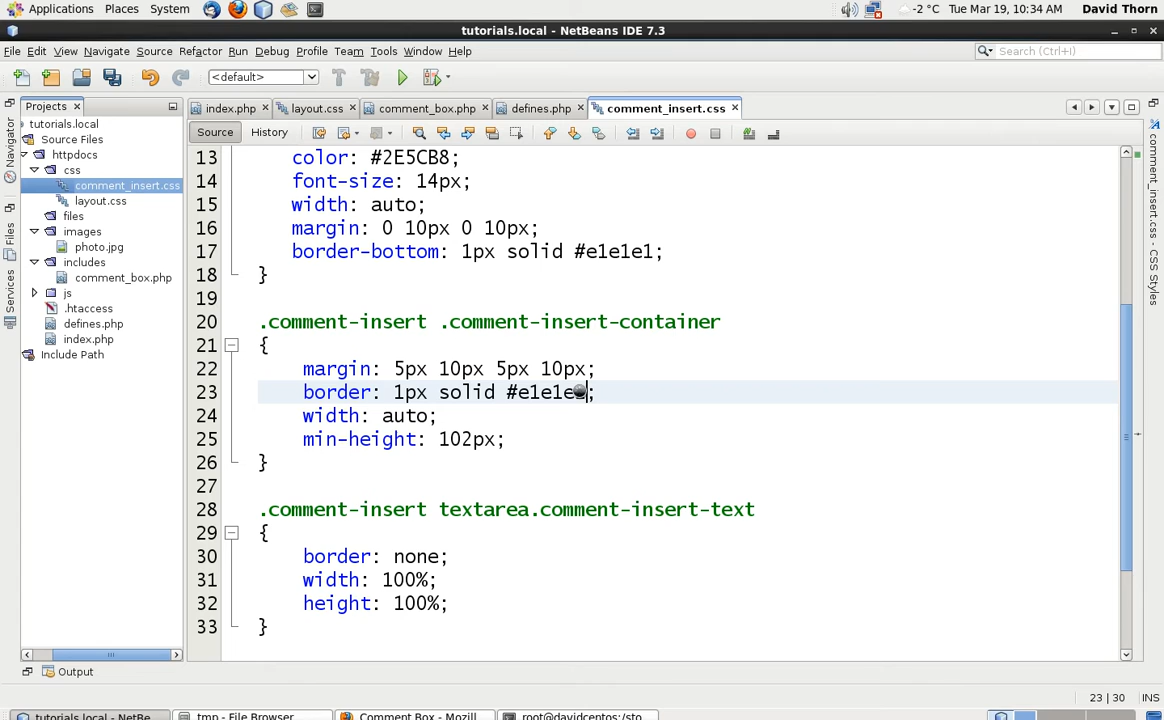 Applications Places System -2 °C Tue Mar 19, 10:34 AM David Thorn
tutorials.local - NetBeans IDE 7.3
File Edit View Navigate Source Refactor Run Debug Profile Team Tools Window Help Search (Ctrl+I)
<default>
Projects index.php layout.css comment_box.php defines.php comment_insert.css
Source History
tutorials.local
Source Files
httpdocs
css
comment_insert.css
layout.css
files
images
photo.jpg
includes
comment_box.php
js
.htaccess
defines.php
index.php
Include Path
Navigator
Files
Services
13 color: #2E5CB8;
14 font-size: 14px;
15 width: auto;
16 margin: 0 10px 0 10px;
17 border-bottom: 1px solid #e1e1e1;
18 }
19
20 .comment-insert .comment-insert-container
21 {
22 margin: 5px 10px 5px 10px;
23 border: 1px solid #e1e1e1;
24 width: auto;
25 min-height: 102px;
26 }
27
28 .comment-insert textarea.comment-insert-text
29 {
30 border: none;
31 width: 100%;
32 height: 100%;
33 }
comment_insert.css - CSS Styles
Output
23 | 30 INS
tutorials.local - NetBe... tmp - File Browser Comment Box - Mozill... root@davidcentos:/sto...